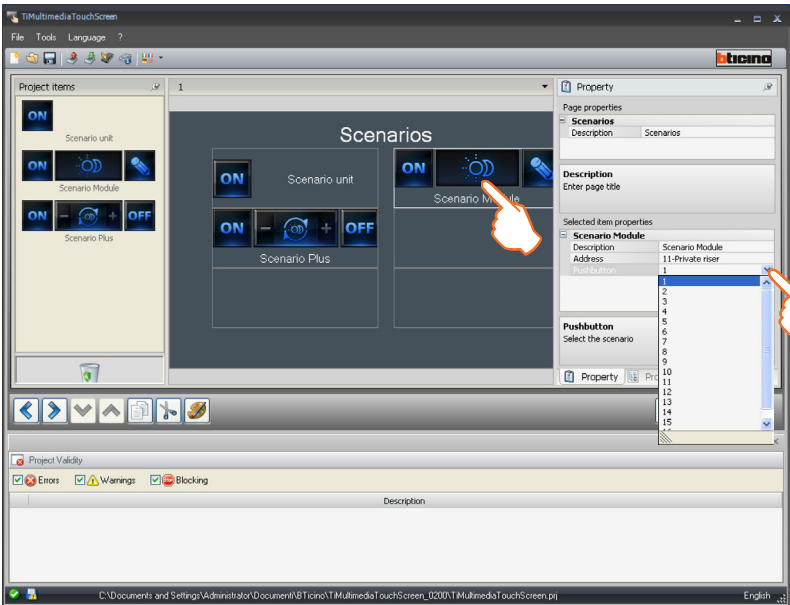 TiMultimediaTouchScreen
File Tools Language ?
bticino
Project items
ON
Scenario unit
ON
Scenario Module
ON - + OFF
Scenario Plus
1
Scenarios
ON Scenario unit
ON
Scenario Module
ON - + OFF
Scenario Plus
Property
Page properties
Scenarios
Description Scenarios
Description
Enter page title
Selected item properties
Scenario Module
Description Scenario Module
Address 11-Private riser
Pushbutton 1
1
2
3
4
5
6
7
8
9
10
11
12
13
14
15
Pushbutton
Select the scenario
Property
Project Validity
Errors Warnings Blocking
Description
C:\Documents and Settings\Administrator\Documenti\BTicino\TiMultimediaTouchScreen_0200\TiMultimediaTouchScreen.prj
English